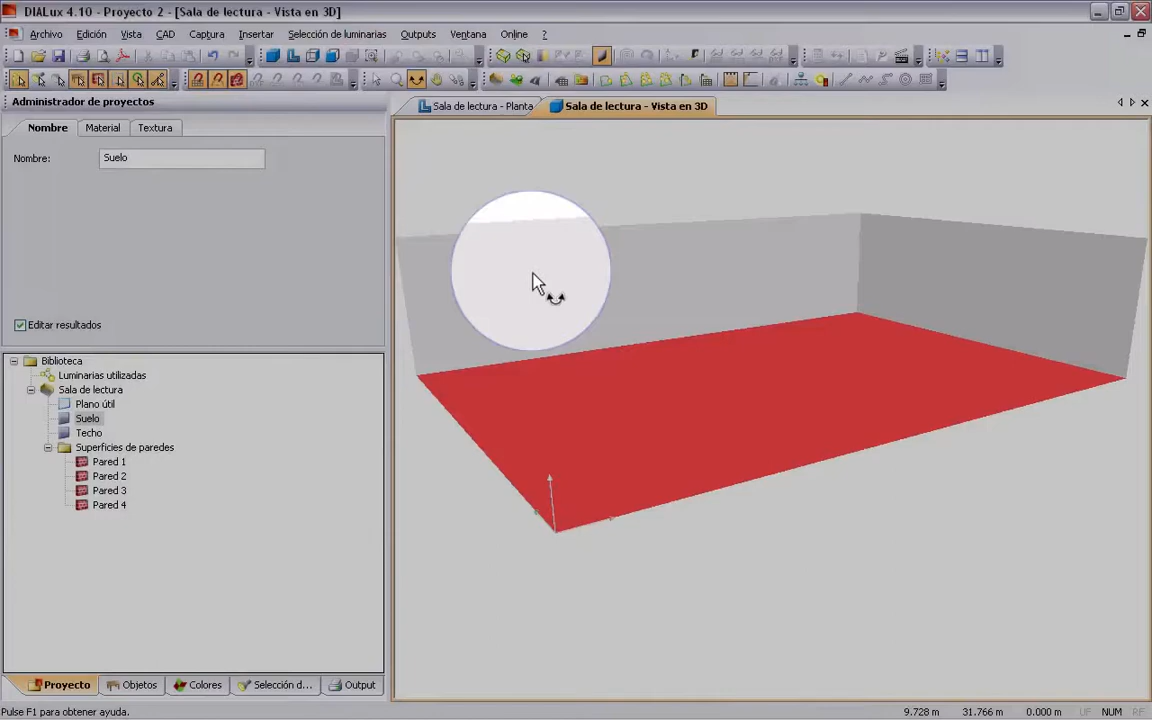 DIALux 4.10 - Proyecto 2 - [Sala de lectura - Vista en 3D]
Archivo Edición Vista CAD Captura Insertar Selección de luminarias Outputs Ventana Online ?
Administrador de proyectos
Sala de lectura - Planta Sala de lectura - Vista en 3D
Nombre Material Textura
Nombre: Suelo
Editar resultados
Biblioteca
Luminarias utilizadas
Sala de lectura
Plano útil
Suelo
Techo
Superficies de paredes
Pared 1
Pared 2
Pared 3
Pared 4
Proyecto Objetos Colores Selección d... Output
Pulse F1 para obtener ayuda. 9.728 m 31.766 m 0.000 m UF NUM RF